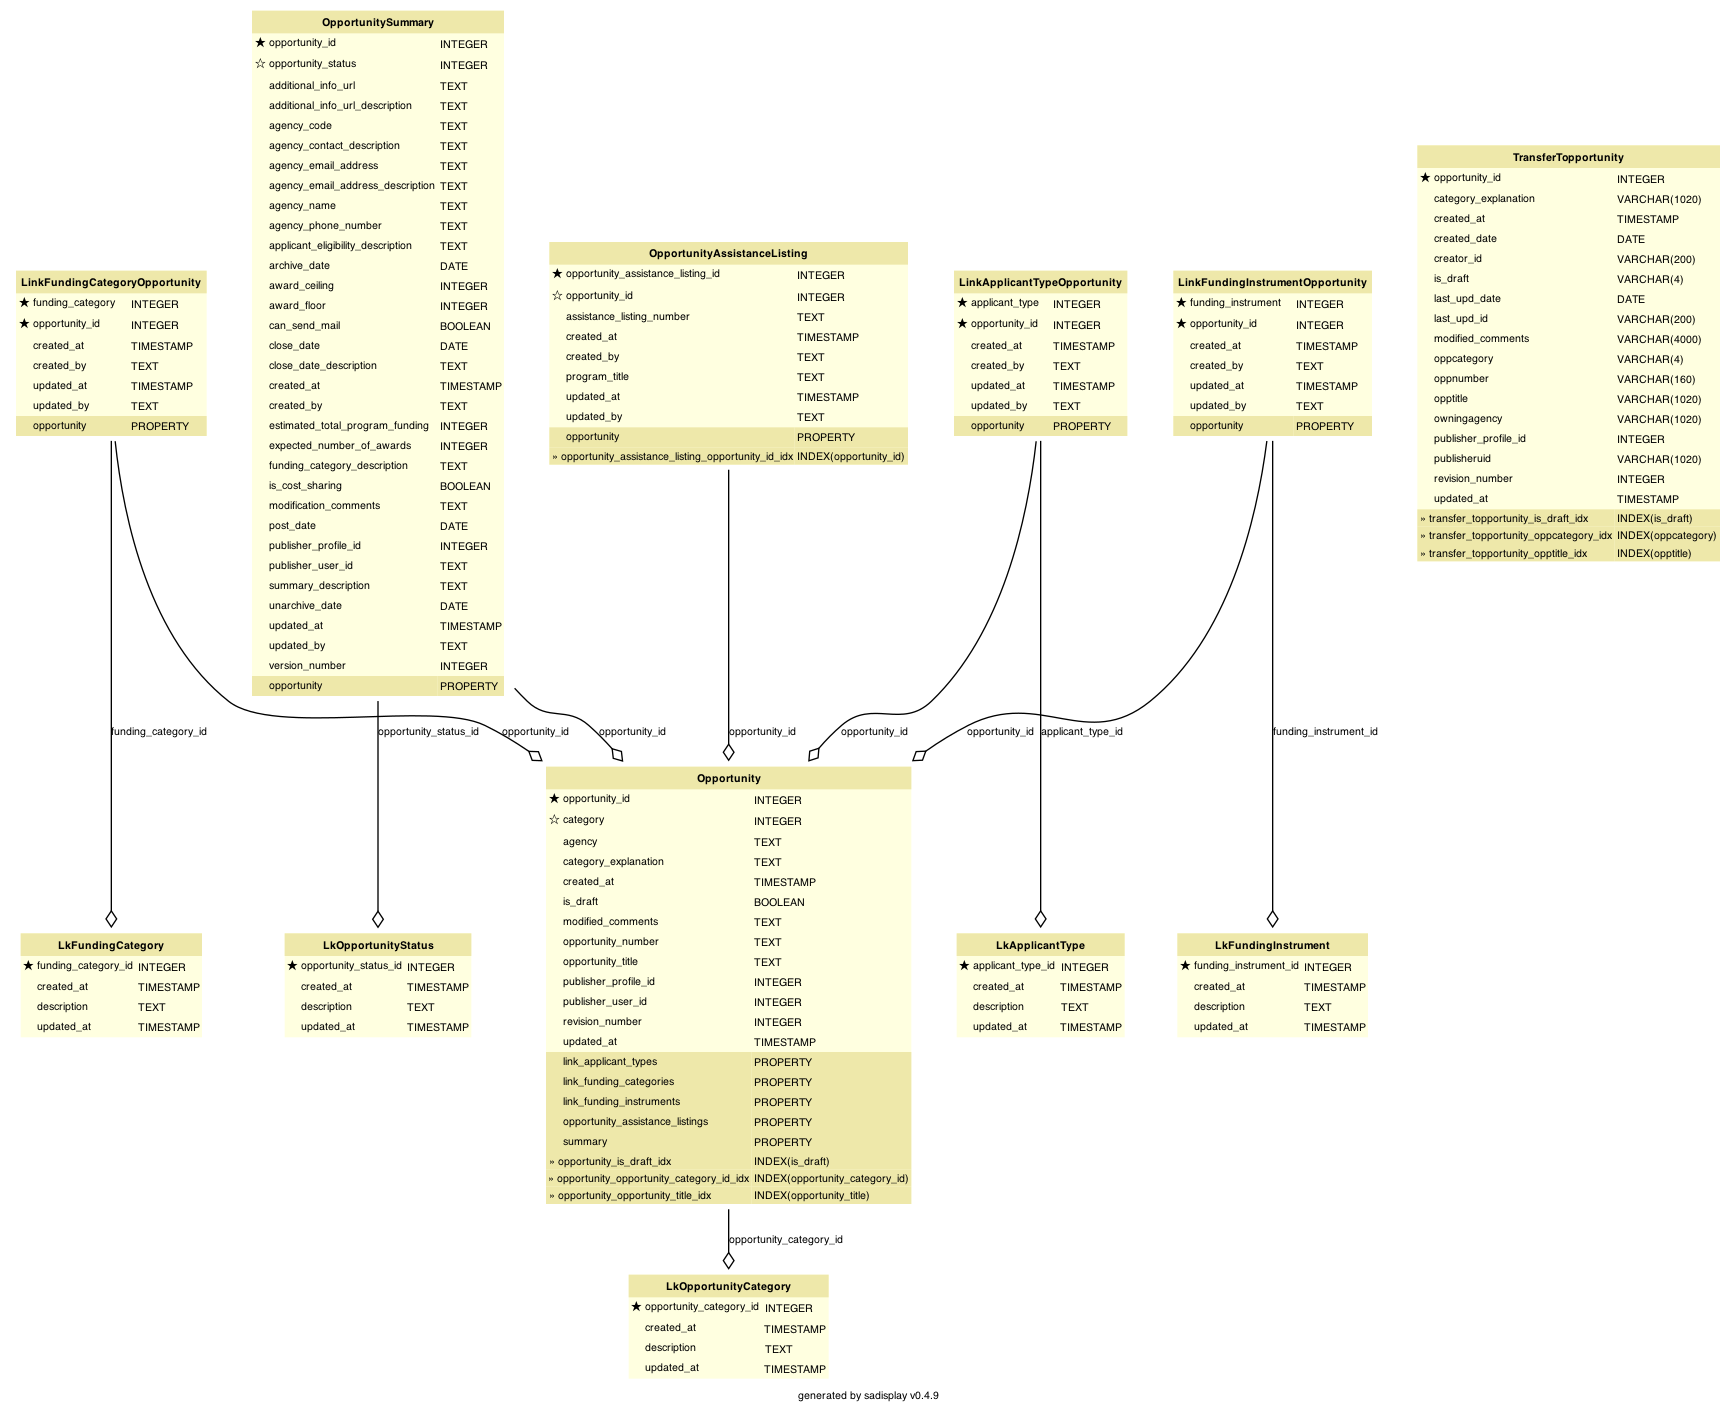 OpportunitySummary
★ opportunity_id INTEGER
☆ opportunity_status INTEGER
additional_info_url TEXT
additional_info_url_description TEXT
agency_code TEXT
agency_contact_description TEXT
agency_email_address TEXT
agency_email_address_description TEXT
agency_name TEXT
agency_phone_number TEXT
applicant_eligibility_description TEXT
archive_date DATE
award_ceiling INTEGER
award_floor INTEGER
can_send_mail BOOLEAN
close_date DATE
close_date_description TEXT
created_at TIMESTAMP
created_by TEXT
estimated_total_program_funding INTEGER
expected_number_of_awards INTEGER
funding_category_description TEXT
is_cost_sharing BOOLEAN
modification_comments TEXT
post_date DATE
publisher_profile_id INTEGER
publisher_user_id TEXT
summary_description TEXT
unarchive_date DATE
updated_at TIMESTAMP
updated_by TEXT
version_number INTEGER
opportunity PROPERTY
TransferTopportunity
★ opportunity_id INTEGER
category_explanation VARCHAR(1020)
created_at TIMESTAMP
created_date DATE
creator_id VARCHAR(200)
is_draft VARCHAR(4)
last_upd_date DATE
last_upd_id VARCHAR(200)
modified_comments VARCHAR(4000)
oppcategory VARCHAR(4)
oppnumber VARCHAR(160)
opptitle VARCHAR(1020)
owningagency VARCHAR(1020)
publisher_profile_id INTEGER
publisheruid VARCHAR(1020)
revision_number INTEGER
updated_at TIMESTAMP
» transfer_topportunity_is_draft_idx INDEX(is_draft)
» transfer_topportunity_oppcategory_idx INDEX(oppcategory)
» transfer_topportunity_opptitle_idx INDEX(opptitle)
OpportunityAssistanceListing
★ opportunity_assistance_listing_id INTEGER
☆ opportunity_id INTEGER
assistance_listing_number TEXT
created_at TIMESTAMP
created_by TEXT
program_title TEXT
updated_at TIMESTAMP
updated_by TEXT
opportunity PROPERTY
» opportunity_assistance_listing_opportunity_id_idx INDEX(opportunity_id)
LinkFundingCategoryOpportunity
★ funding_category INTEGER
★ opportunity_id INTEGER
created_at TIMESTAMP
created_by TEXT
updated_at TIMESTAMP
updated_by TEXT
opportunity PROPERTY
LinkApplicantTypeOpportunity
★ applicant_type INTEGER
★ opportunity_id INTEGER
created_at TIMESTAMP
created_by TEXT
updated_at TIMESTAMP
updated_by TEXT
opportunity PROPERTY
LinkFundingInstrumentOpportunity
★ funding_instrument INTEGER
★ opportunity_id INTEGER
created_at TIMESTAMP
created_by TEXT
updated_at TIMESTAMP
updated_by TEXT
opportunity PROPERTY
funding_category_id
opportunity_status_id
opportunity_id
opportunity_id
opportunity_id
opportunity_id
opportunity_id
applicant_type_id
funding_instrument_id
Opportunity
★ opportunity_id INTEGER
☆ category INTEGER
agency TEXT
category_explanation TEXT
created_at TIMESTAMP
is_draft BOOLEAN
modified_comments TEXT
opportunity_number TEXT
opportunity_title TEXT
publisher_profile_id INTEGER
publisher_user_id INTEGER
revision_number INTEGER
updated_at TIMESTAMP
link_applicant_types PROPERTY
link_funding_categories PROPERTY
link_funding_instruments PROPERTY
opportunity_assistance_listings PROPERTY
summary PROPERTY
» opportunity_is_draft_idx INDEX(is_draft)
» opportunity_opportunity_category_id_idx INDEX(opportunity_category_id)
» opportunity_opportunity_title_idx INDEX(opportunity_title)
LkFundingCategory
★ funding_category_id INTEGER
created_at TIMESTAMP
description TEXT
updated_at TIMESTAMP
LkOpportunityStatus
★ opportunity_status_id INTEGER
created_at TIMESTAMP
description TEXT
updated_at TIMESTAMP
LkApplicantType
★ applicant_type_id INTEGER
created_at TIMESTAMP
description TEXT
updated_at TIMESTAMP
LkFundingInstrument
★ funding_instrument_id INTEGER
created_at TIMESTAMP
description TEXT
updated_at TIMESTAMP
opportunity_category_id
LkOpportunityCategory
★ opportunity_category_id INTEGER
created_at TIMESTAMP
description TEXT
updated_at TIMESTAMP
generated by sadisplay v0.4.9